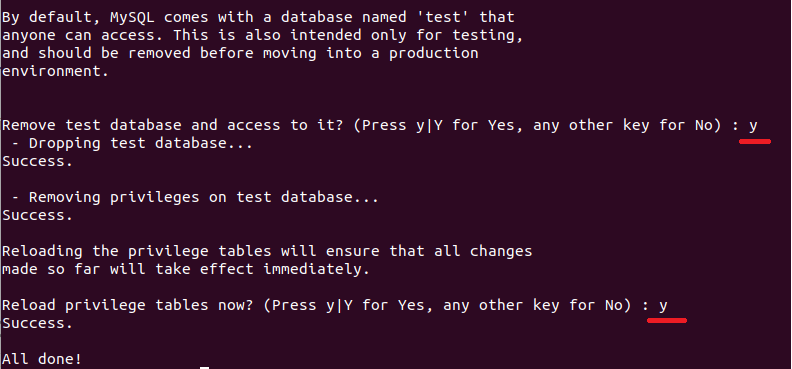 By default, MySQL comes with a database named 'test' that
anyone can access. This is also intended only for testing,
and should be removed before moving into a production
environment.
Remove test database and access to it? (Press y|Y for Yes, any other key for No) : y
- Dropping test database...
Success.
- Removing privileges on test database...
Success.
Reloading the privilege tables will ensure that all changes
made so far will take effect immediately.
Reload privilege tables now? (Press y|Y for Yes, any other key for No) : y
Success.
All done!